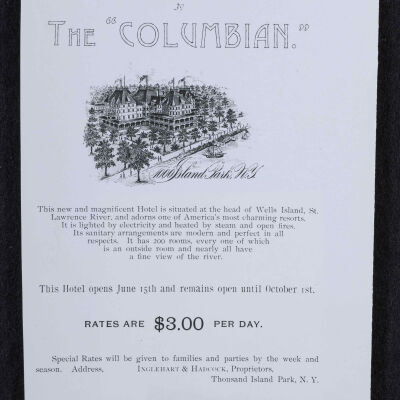 THE "COLUMBIAN."
1000 Island Park, N.Y.
This new and magnificent Hotel is situated at the head of Wells Island, St.
Lawrence River, and adorns one of America's most charming resorts.
It is lighted by electricity and heated by steam and open fires.
Its sanitary arrangements are modern and perfect in all
respects. It has 200 rooms, every one of which
is an outside room and nearly all have
a fine view of the river.
This Hotel opens June 15th and remains open until October 1st.
RATES ARE $3.00 PER DAY.
Special Rates will be given to families and parties by the week and
season. Address, INGLEHART & HADCOCK, Proprietors,
Thousand Island Park, N. Y.